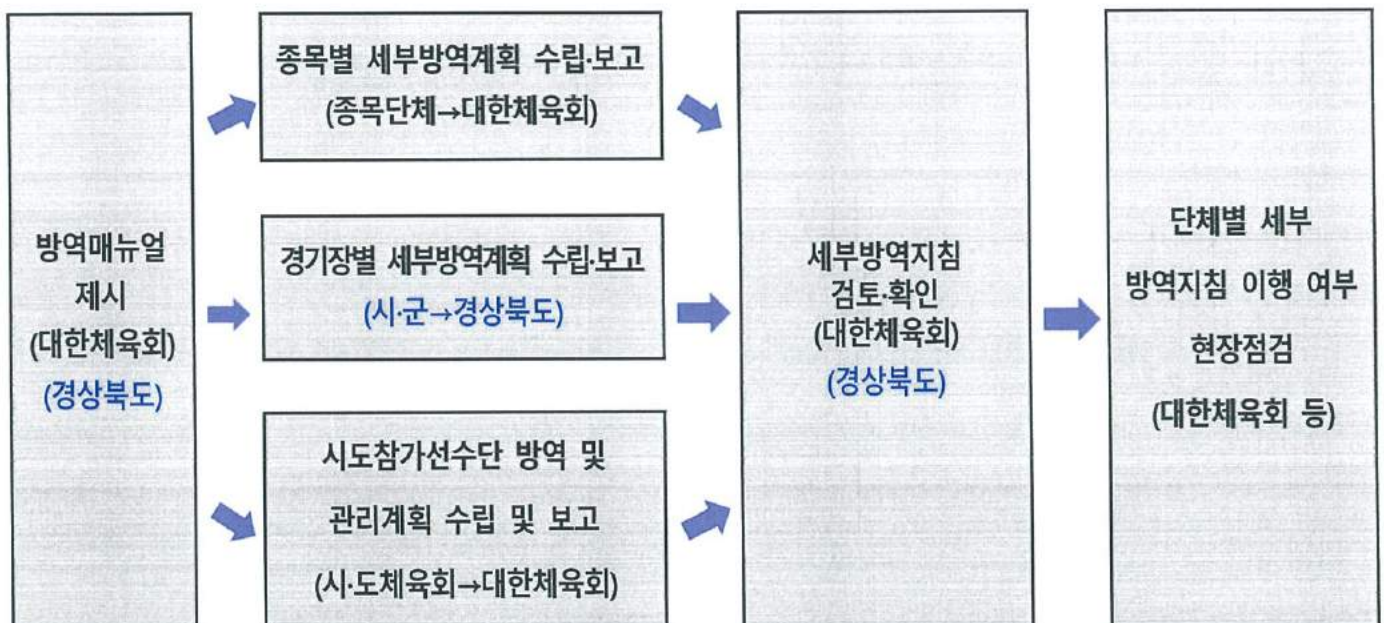 방역매뉴얼
제시
(대한체육회)
(경상북도)
종목별 세부방역계획 수립·보고
(종목단체→대한체육회)
경기장별 세부방역계획 수립·보고
(시·군→경상북도)
시도참가선수단 방역 및
관리계획 수립 및 보고
(시·도체육회→대한체육회)
세부방역지침
검토·확인
(대한체육회)
(경상북도)
단체별 세부
방역지침 이행 여부
현장점검
(대한체육회 등)